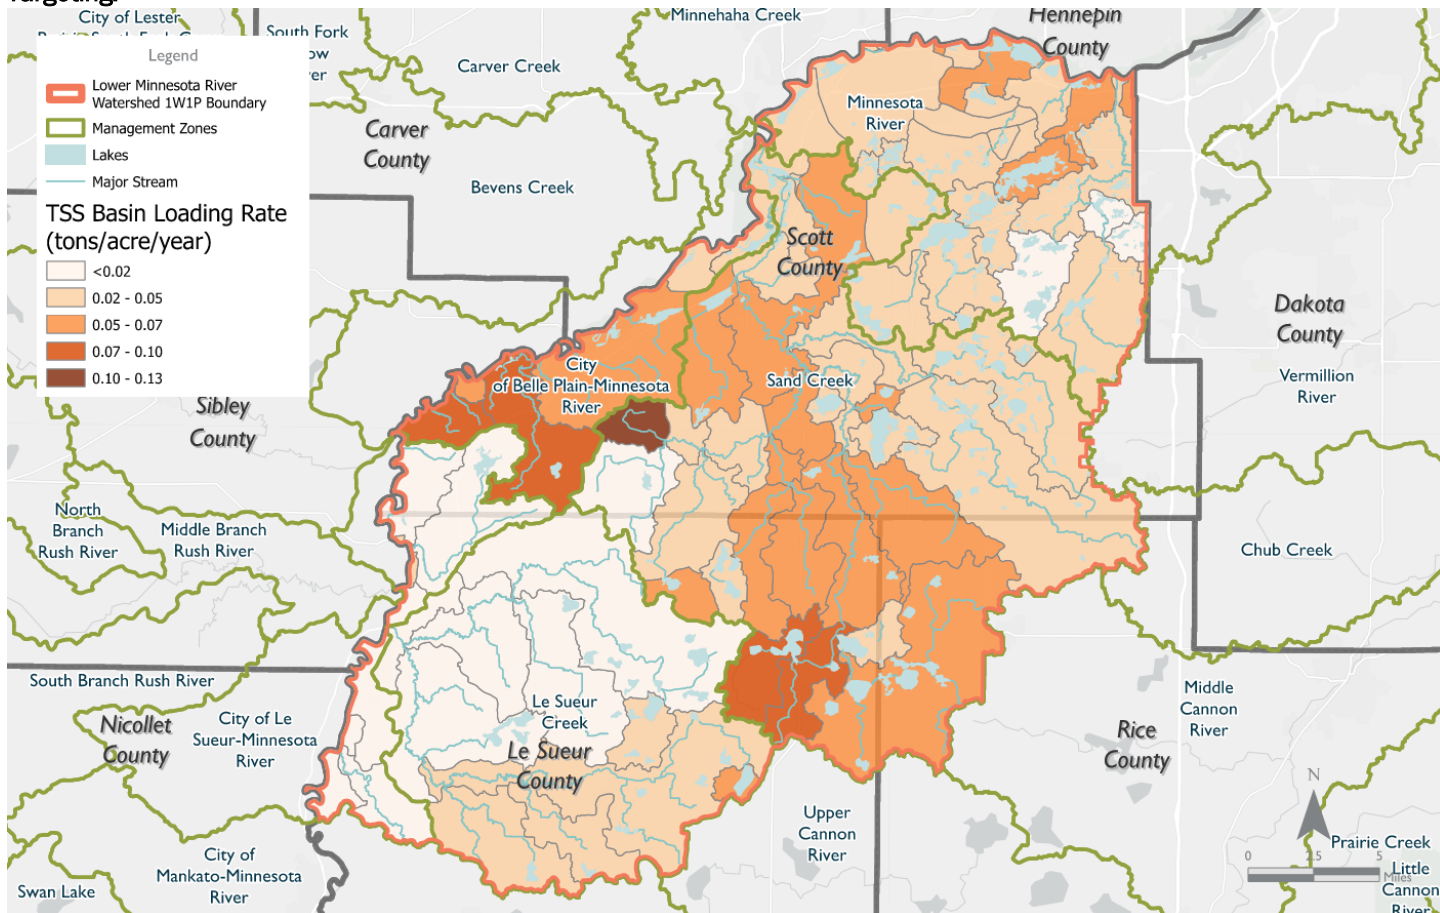 Targeting.
City of Lester
South Fork
Minnehaha Creek
Hennepin
County
Legend
Lower Minnesota River
Watershed 1W1P Boundary
Management Zones
Lakes
Major Stream
TSS Basin Loading Rate
(tons/acre/year)
<0.02
0.02 - 0.05
0.05 - 0.07
0.07 - 0.10
0.10 - 0.13
Carver Creek
Carver
County
Bevens Creek
Minnesota
River
Scott
County
Dakota
County
Vermillion
River
City
of Belle Plain-Minnesota
River
Sand Creek
Sibley
County
North
Branch
Rush River
Middle Branch
Rush River
Chub Creek
South Branch Rush River
Nicollet
County
City of Le
Sueur-Minnesota
River
Le Sueur
Creek
Le Sueur
County
Middle
Cannon
River
Rice
County
Upper
Cannon
River
City of
Mankato-Minnesota
River
Swan Lake
N
0 2.5 5
Miles
Prairie Creek
Little
Cannon
River